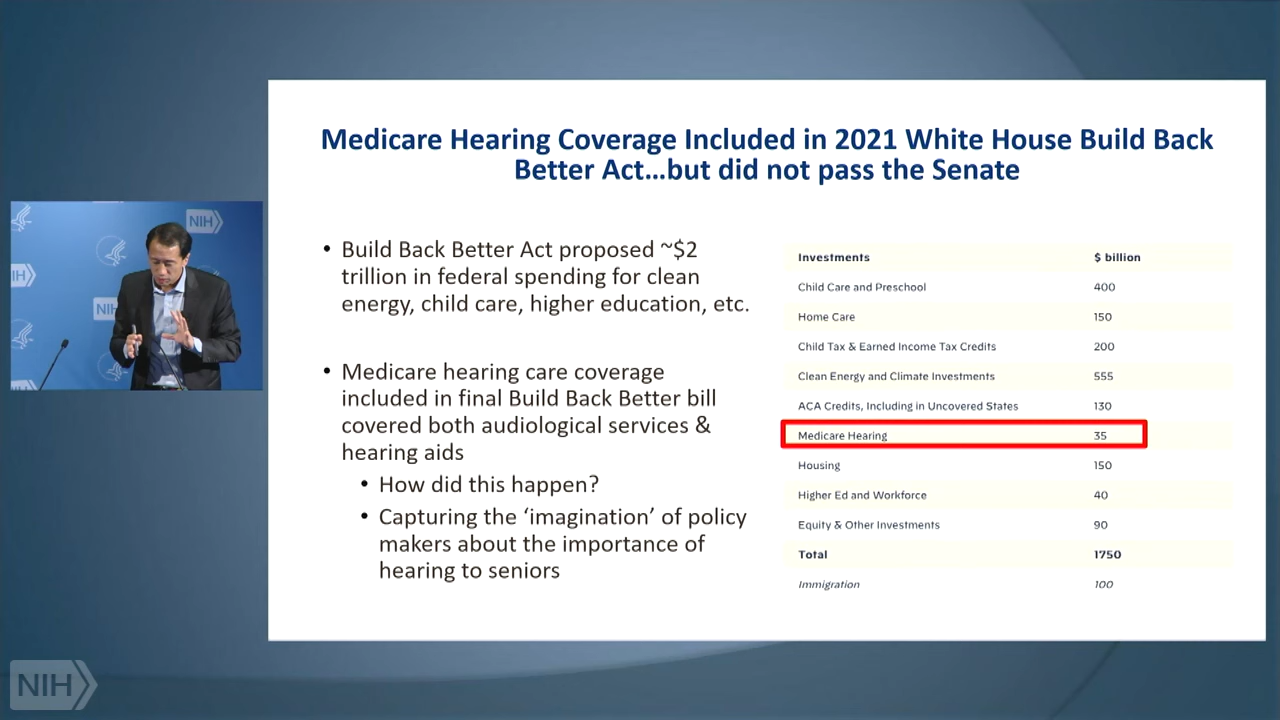 Medicare Hearing Coverage Included in 2021 White House Build Back
Better Act…but did not pass the Senate
• Build Back Better Act proposed ~$2
trillion in federal spending for clean
energy, child care, higher education, etc.
• Medicare hearing care coverage
included in final Build Back Better bill
covered both audiological services &
hearing aids
• How did this happen?
• Capturing the ‘imagination’ of policy
makers about the importance of
hearing to seniors
Investments $ billion
Child Care and Preschool 400
Home Care 150
Child Tax & Earned Income Tax Credits 200
Clean Energy and Climate Investments 555
ACA Credits, Including in Uncovered States 130
Medicare Hearing 35
Housing 150
Higher Ed and Workforce 40
Equity & Other Investments 90
Total 1750
Immigration 100
NIH
IH
NIH
NIH